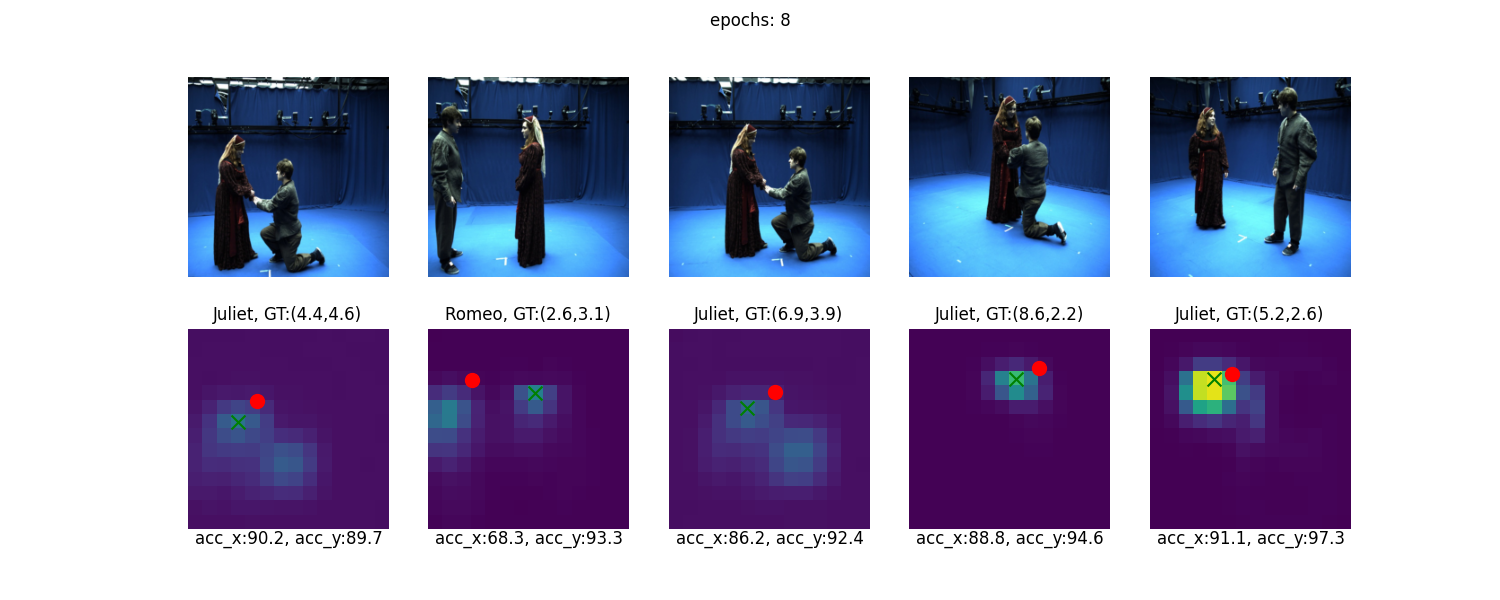 epochs: 8
Juliet, GT:(4.4,4.6)
Romeo, GT:(2.6,3.1)
Juliet, GT:(6.9,3.9)
Juliet, GT:(8.6,2.2)
Juliet, GT:(5.2,2.6)
acc_x:90.2, acc_y:89.7
acc_x:68.3, acc_y:93.3
acc_x:86.2, acc_y:92.4
acc_x:88.8, acc_y:94.6
acc_x:91.1, acc_y:97.3